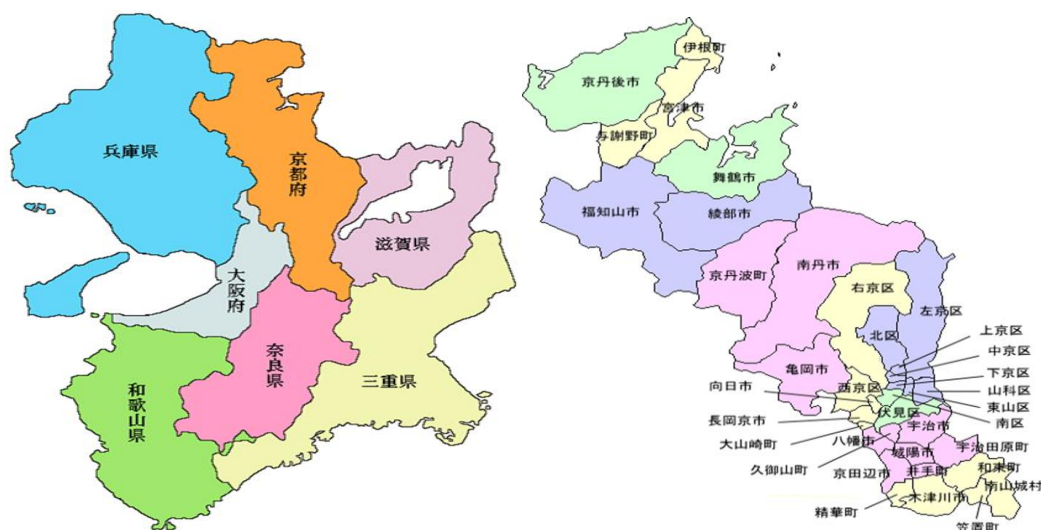 兵庫県
京都府
滋賀県
大阪府
奈良県
三重県
和歌山県
伊根町
京丹後市
宮津市
与謝野町
舞鶴市
福知山市
綾部市
京丹波町
南丹市
右京区
左京区
北区
上京区
中京区
下京区
山科区
東山区
南区
亀岡市
西京区
向日市
伏見区
長岡京市
大山崎町
八幡市
宇治市
久御山町
城陽市
宇治田原町
京田辺市
井手町
和束町
南山城村
精華町
木津川市
笠置町